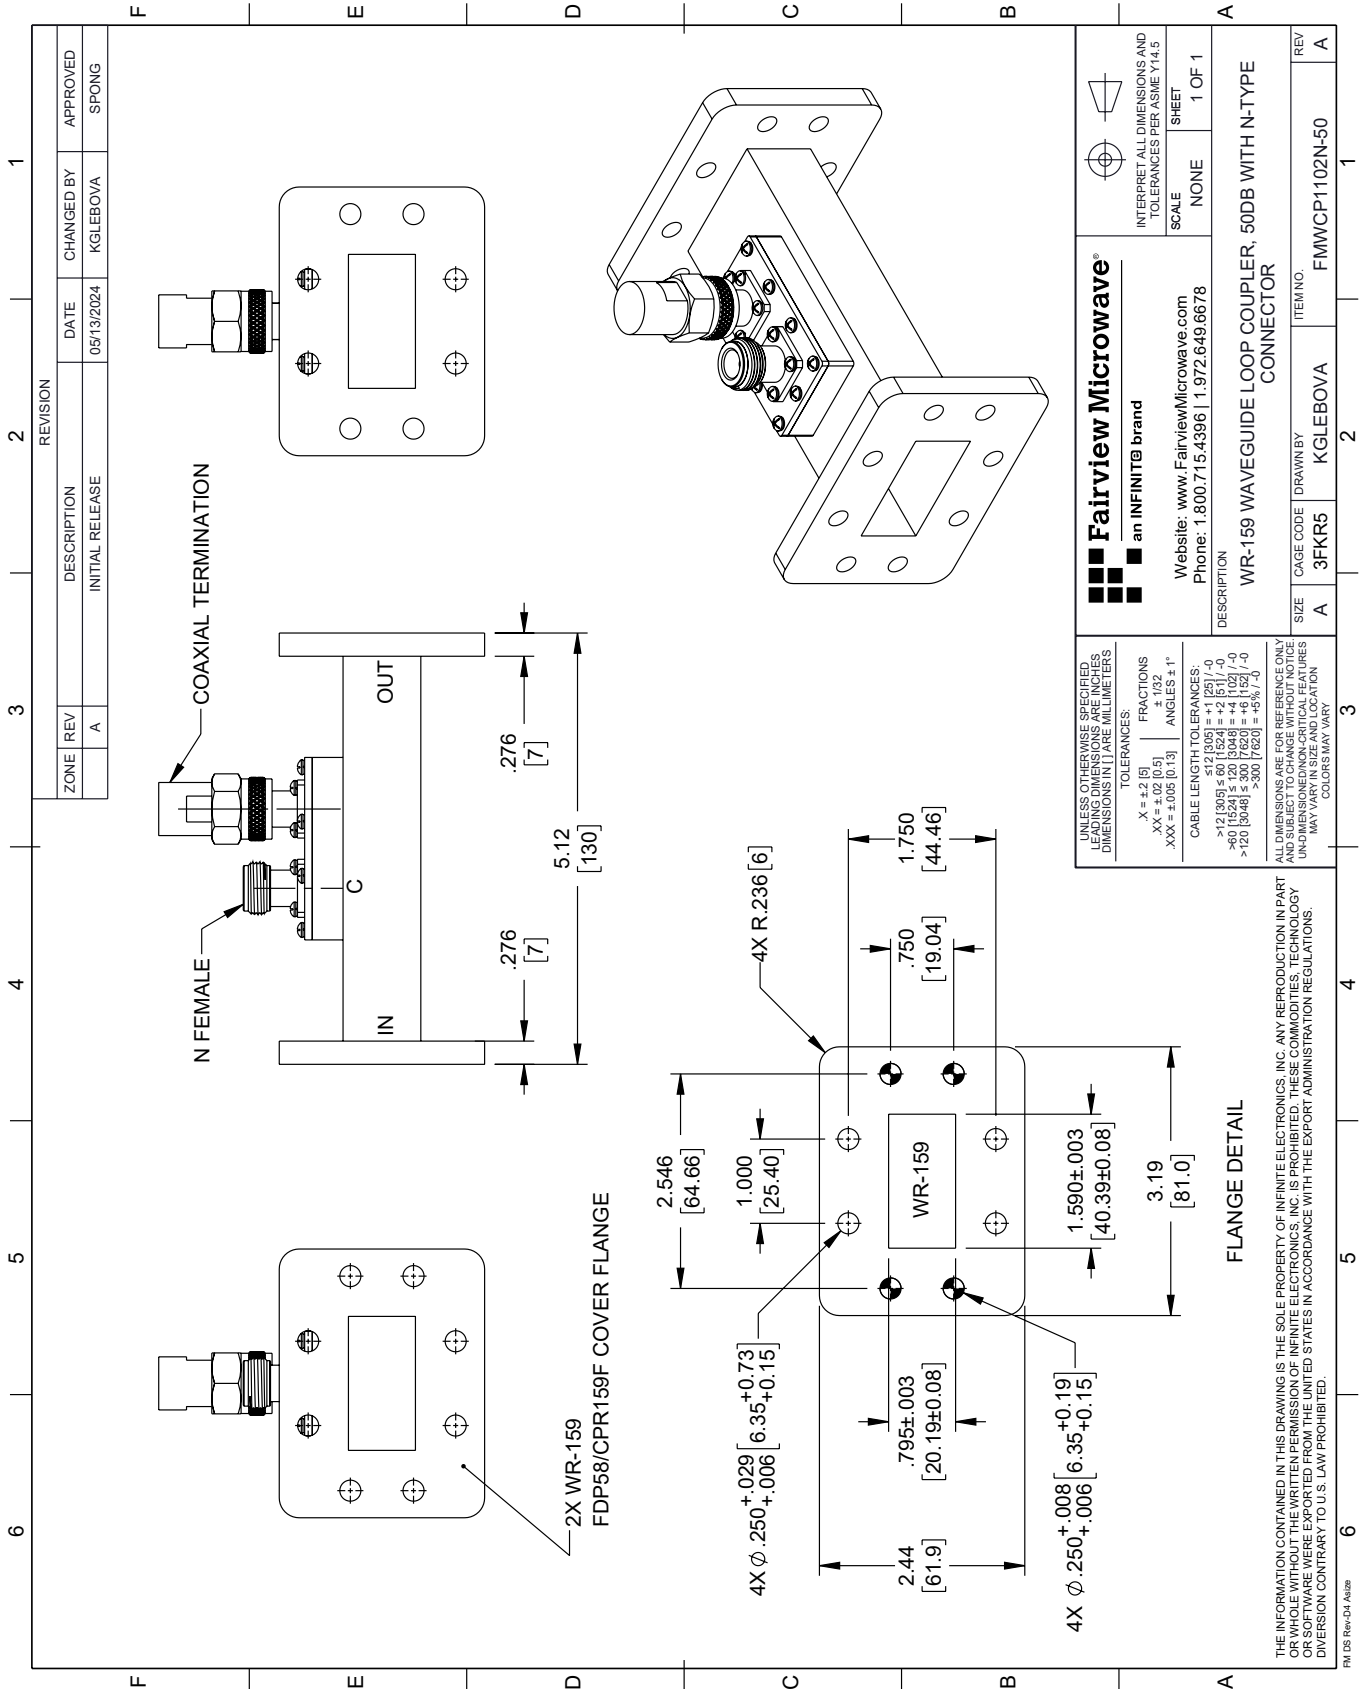 6
5
4
3
2
1
F
E
D
C
B
A
REVISION
ZONE REV DESCRIPTION DATE CHANGED BY APPROVED
A INITIAL RELEASE 05/13/2024 KGLEBOVA SPONG
COAXIAL TERMINATION
N FEMALE
C
IN
OUT
.276
[7]
.276
[7]
5.12
[130]
2X WR-159
FDP58/CPR159F COVER FLANGE
2.546
[64.66]
1.000
[25.40]
4X R.236 [6]
4X Ø.250+.029+.006 [6.35+0.73+0.15]
.750
[19.04]
1.750
[44.46]
WR-159
.795±.003
[20.19±0.08]
2.44
[61.9]
4X Ø.250+.008+.006 [6.35+0.19+0.15]
1.590±.003
[40.39±0.08]
3.19
[81.0]
FLANGE DETAIL
UNLESS OTHERWISE SPECIFIED
LEADING DIMENSIONS ARE INCHES
DIMENSIONS IN [ ] ARE MILLIMETERS
TOLERANCES:
.X = ±.2 [5] FRACTIONS
.XX = ±.02 [0.5] ± 1/32
.XXX = ±.005 [0.13] ANGLES ± 1°
CABLE LENGTH TOLERANCES:
≤12 [305] = +1 [25] / -0
>12 [305] ≤ 60 [1524] = +2 [51] / -0
>60 [1524] ≤ 120 [3048] = +4 [102] / -0
>120 [3048] ≤ 300 [7620] = +6 [152] / -0
>300 [7620] = +5% / -0
ALL DIMENSIONS ARE FOR REFERENCE ONLY
AND SUBJECT TO CHANGE WITHOUT NOTICE.
UN-DIMENSIONED/NON-CRITICAL FEATURES
MAY VARY IN SIZE AND LOCATION
COLORS MAY VARY
Fairview Microwave®
an INFINIT@ brand
Website: www.FairviewMicrowave.com
Phone: 1.800.715.4396 | 1.972.649.6678
INTERPRET ALL DIMENSIONS AND
TOLERANCES PER ASME Y14.5
SCALE
NONE
SHEET
1 OF 1
DESCRIPTION
WR-159 WAVEGUIDE LOOP COUPLER, 50DB WITH N-TYPE
CONNECTOR
SIZE
A
CAGE CODE
3FKR5
DRAWN BY
KGLEBOVA
ITEM NO.
FMWCP1102N-50
REV
A
THE INFORMATION CONTAINED IN THIS DRAWING IS THE SOLE PROPERTY OF INFINITE ELECTRONICS, INC. ANY REPRODUCTION IN PART
OR WHOLE WITHOUT THE WRITTEN PERMISSION OF INFINITE ELECTRONICS, INC. IS PROHIBITED. THESE COMMODITIES, TECHNOLOGY
OR SOFTWARE WERE EXPORTED FROM THE UNITED STATES IN ACCORDANCE WITH THE EXPORT ADMINISTRATION REGULATIONS.
DIVERSION CONTRARY TO U.S. LAW PROHIBITED.
6
5
4
3
2
1
F
E
D
C
B
A
FM DS Rev-D4 Asize